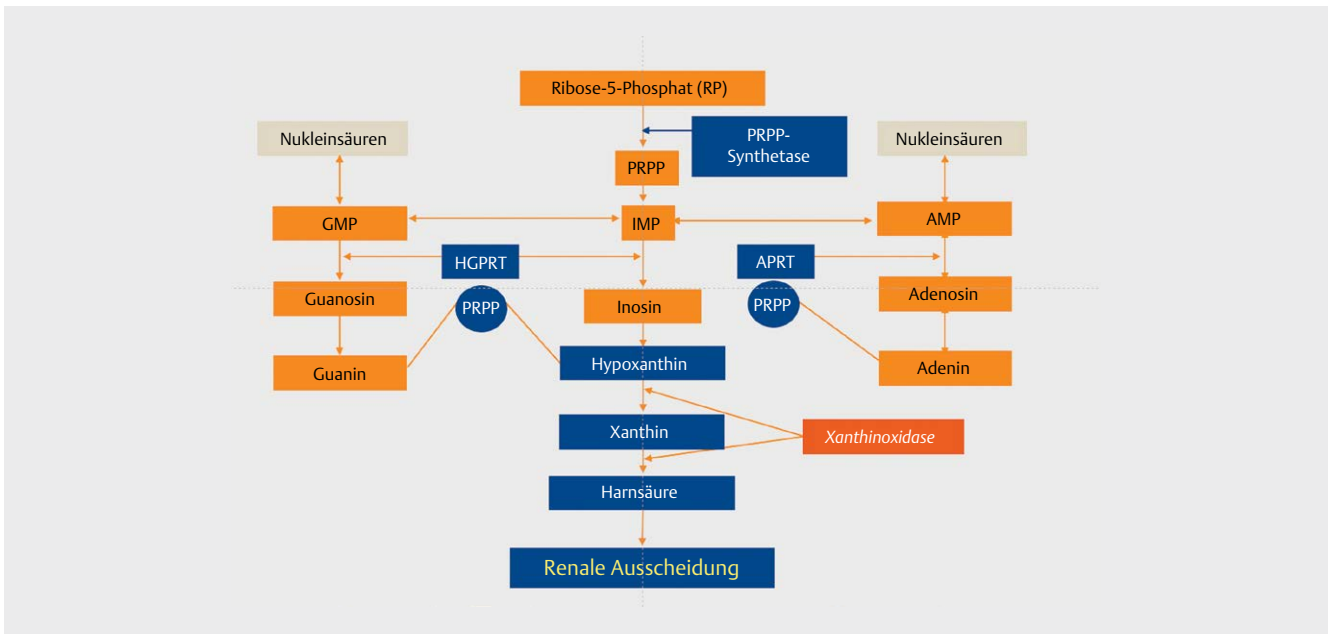 Ribose-5-Phosphat (RP)
Nukleinsäuren
PRPP-
Synthetase
Nukleinsäuren
PRPP
GMP
IMP
AMP
HGPRT
APRT
Guanosin
PRPP
Inosin
PRPP
Adenosin
Guanin
Hypoxanthin
Adenin
Xanthin
Xanthinoxidase
Harnsäure
Renale Ausscheidung